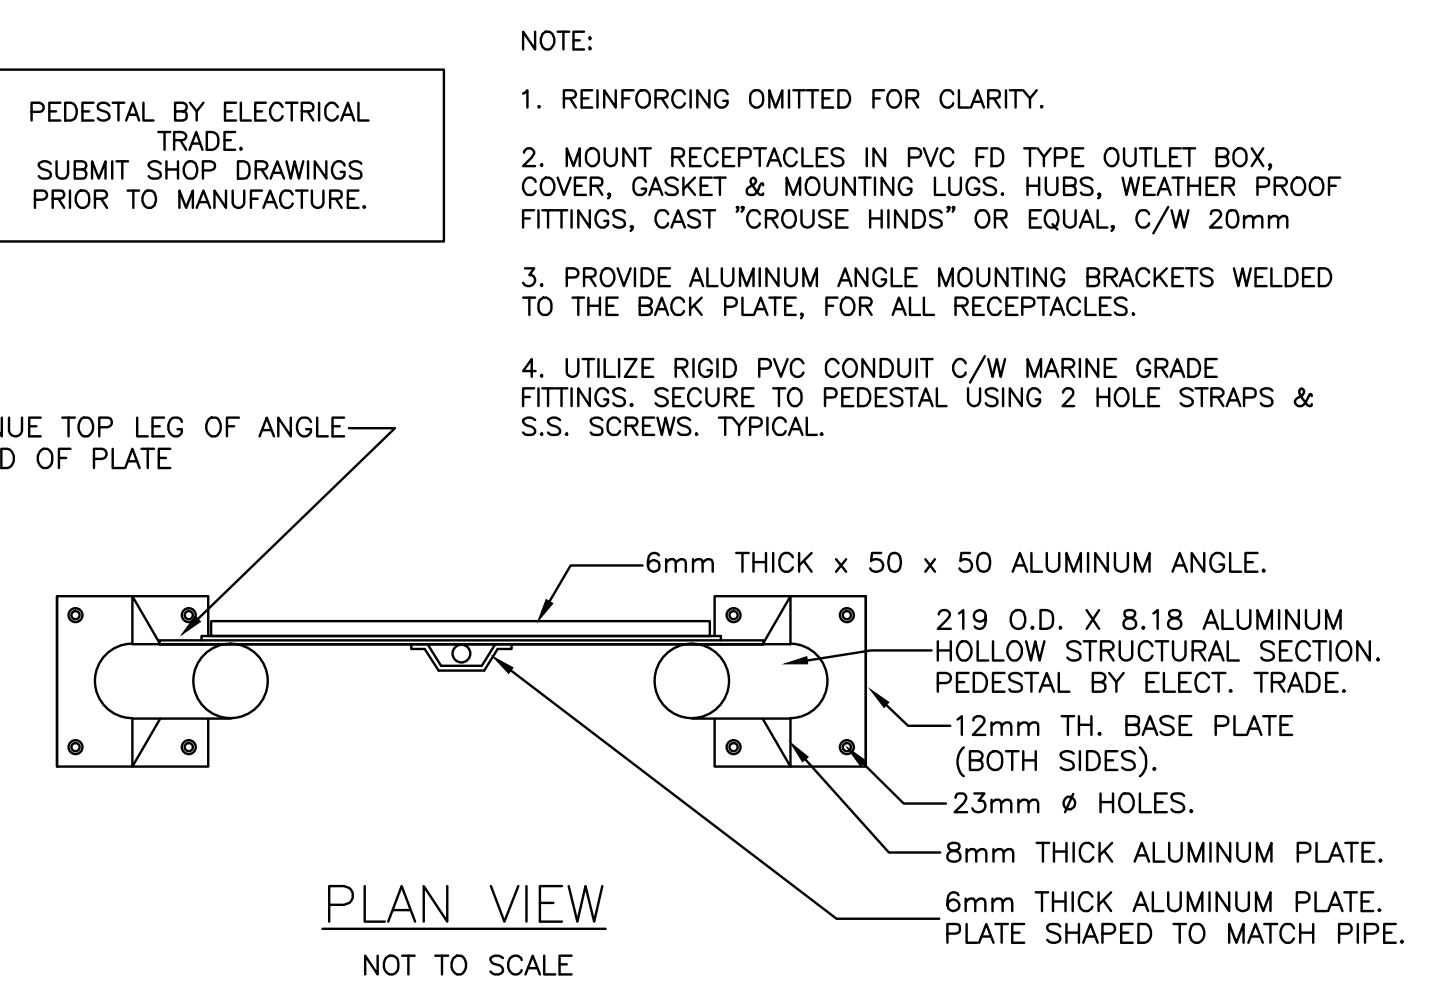 NOTE:
PEDESTAL BY ELECTRICAL
TRADE.
SUBMIT SHOP DRAWINGS
PRIOR TO MANUFACTURE.
1. REINFORCING OMITTED FOR CLARITY.
2. MOUNT RECEPTACLES IN PVC FD TYPE OUTLET BOX,
COVER, GASKET & MOUNTING LUGS. HUBS, WEATHER PROOF
FITTINGS, CAST "CROUSE HINDS" OR EQUAL, C/W 20mm
3. PROVIDE ALUMINUM ANGLE MOUNTING BRACKETS WELDED
TO THE BACK PLATE, FOR ALL RECEPTACLES.
4. UTILIZE RIGID PVC CONDUIT C/W MARINE GRADE
FITTINGS. SECURE TO PEDESTAL USING 2 HOLE STRAPS &
S.S. SCREWS. TYPICAL.
TOP LEG OF ANGLE
OF PLATE
6mm THICK x 50 x 50 ALUMINUM ANGLE.
219 O.D. X 8.18 ALUMINUM
HOLLOW STRUCTURAL SECTION.
PEDESTAL BY ELECT. TRADE.
12mm TH. BASE PLATE
(BOTH SIDES).
23mm ø HOLES.
8mm THICK ALUMINUM PLATE.
6mm THICK ALUMINUM PLATE.
PLATE SHAPED TO MATCH PIPE.
PLAN VIEW
NOT TO SCALE